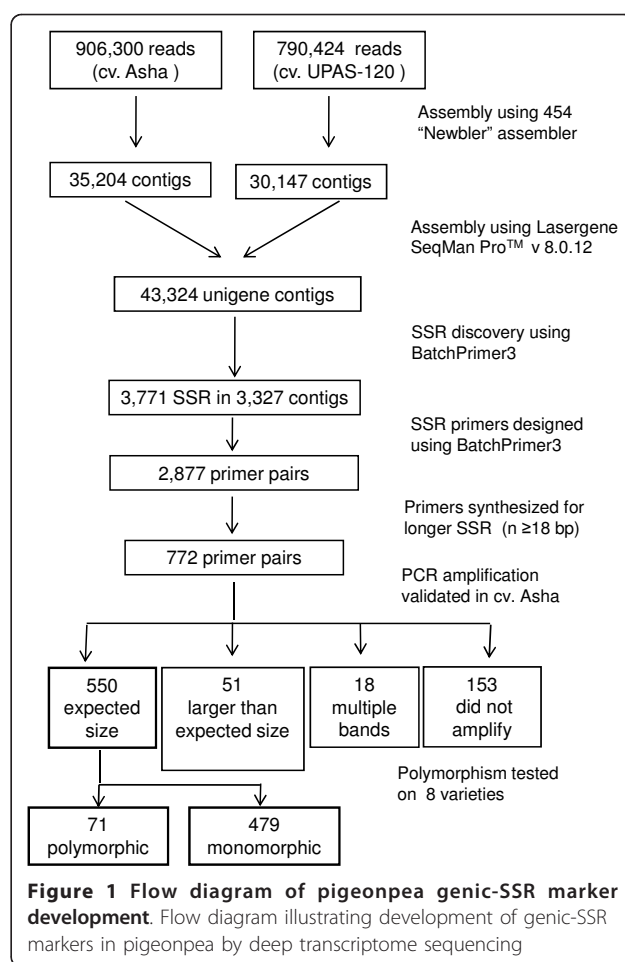 906,300 reads
(cv. Asha )
790,424 reads
(cv. UPAS-120 )
Assembly using 454
“Newbler” assembler
35,204 contigs
30,147 contigs
Assembly using Lasergene
SeqMan Pro™ v 8.0.12
43,324 unigene contigs
SSR discovery using
BatchPrimer3
3,771 SSR in 3,327 contigs
SSR primers designed
using BatchPrimer3
2,877 primer pairs
Primers synthesized for
longer SSR (n ≥18 bp)
772 primer pairs
PCR amplification
validated in cv. Asha
550
expected
size
51
larger than
expected size
18
multiple
bands
153
did not
amplify
Polymorphism tested
on 8 varieties
71
polymorphic
479
monomorphic
Figure 1 Flow diagram of pigeonpea genic-SSR marker
development. Flow diagram illustrating development of genic-SSR
markers in pigeonpea by deep transcriptome sequencing